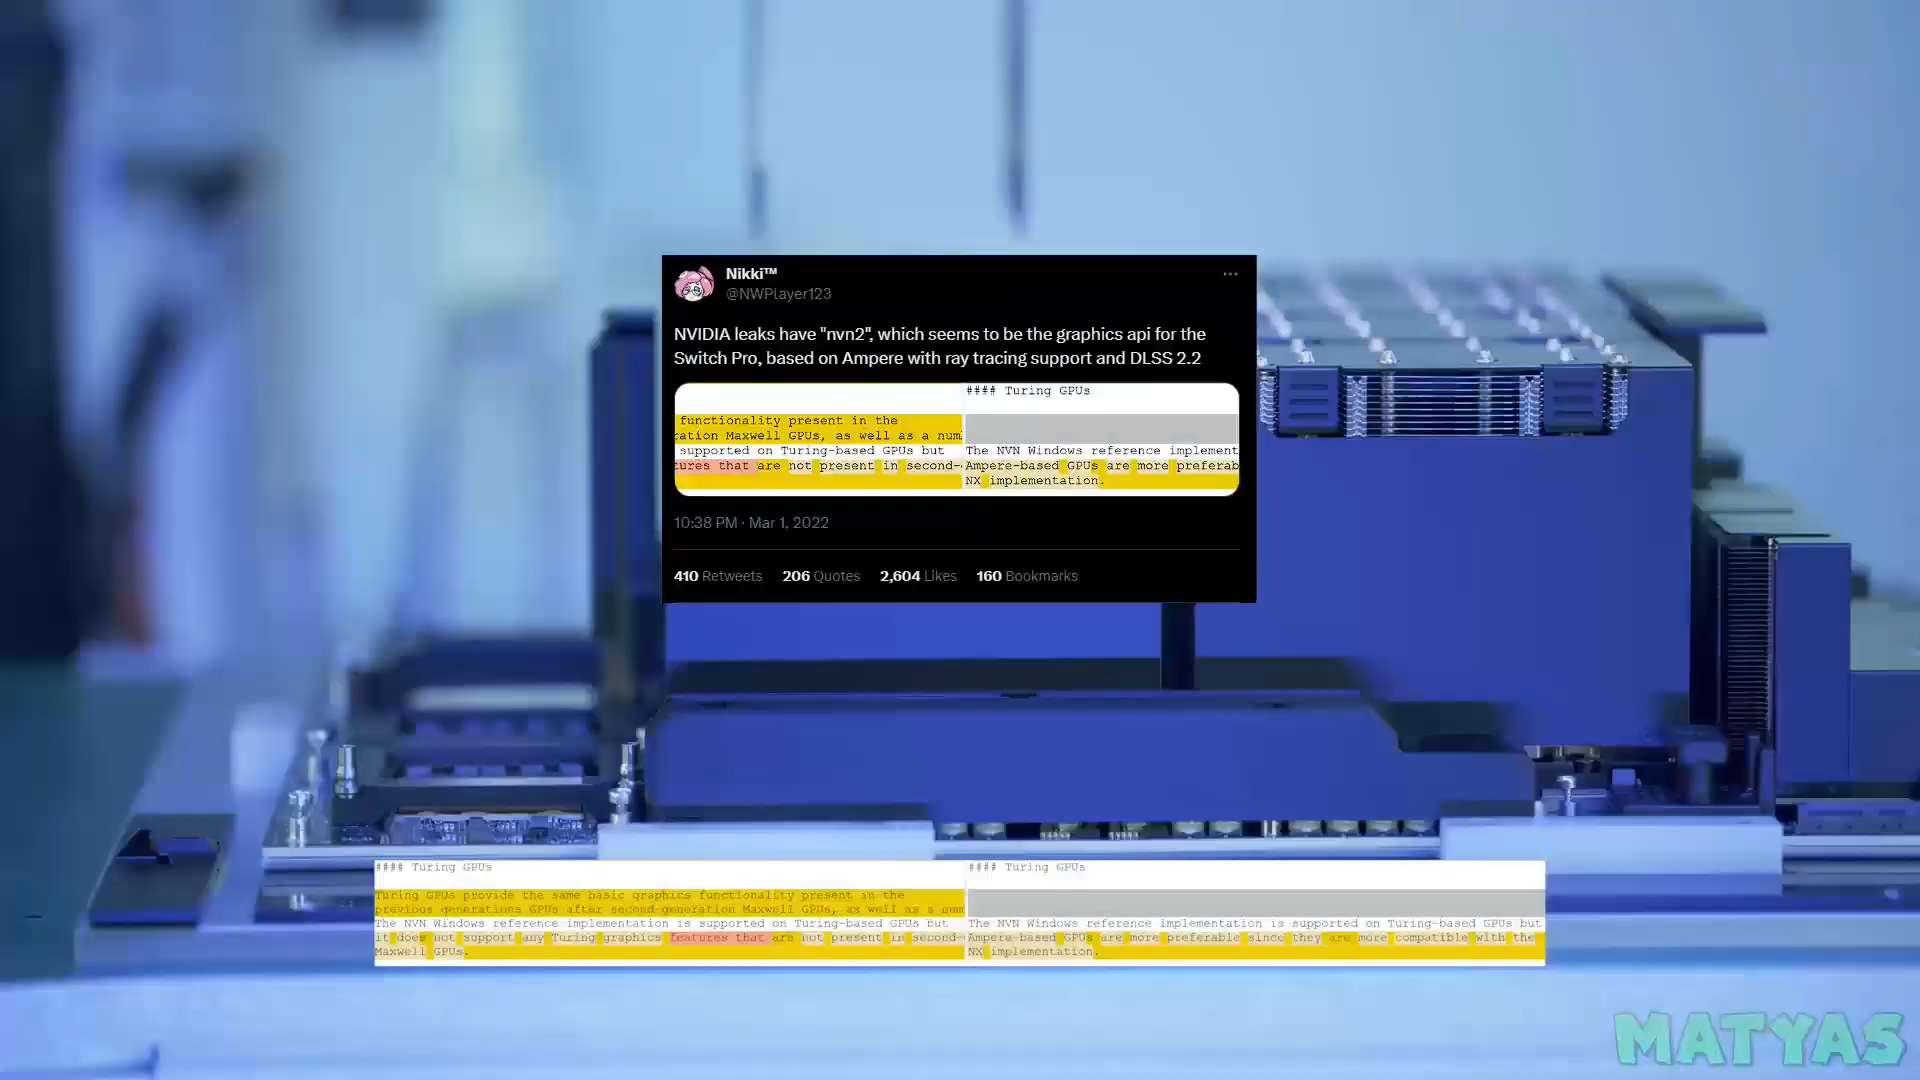 Nikki™
@NWPlayer123
NVIDIA leaks have "nvn2", which seems to be the graphics api for the
Switch Pro, based on Ampere with ray tracing support and DLSS 2.2
#### Turing GPUs
functionality present in the
ration Maxwell GPUs, as well as a num
supported on Turing-based GPUs but
tures that are not present in second-
The NVN Windows reference implement
Ampere-based GPUs are more preferab
NX implementation.
10:38 PM · Mar 1, 2022
410 Retweets 206 Quotes 2,604 Likes 160 Bookmarks
#### Turing GPUs
Turing GPUs provide the same basic graphics functionality present in the
previous generations GPUs after second-generation Maxwell GPUs, as well as a num
The NVN Windows reference implementation is supported on Turing-based GPUs but
it does not support any Turing graphics features that are not present in second-
Maxwell GPUs.
#### Turing GPUs
The NVN Windows reference implementation is supported on Turing-based GPUs but
Ampere-based GPUs are more preferable since they are more compatible with the
NX implementation.
MATYAS